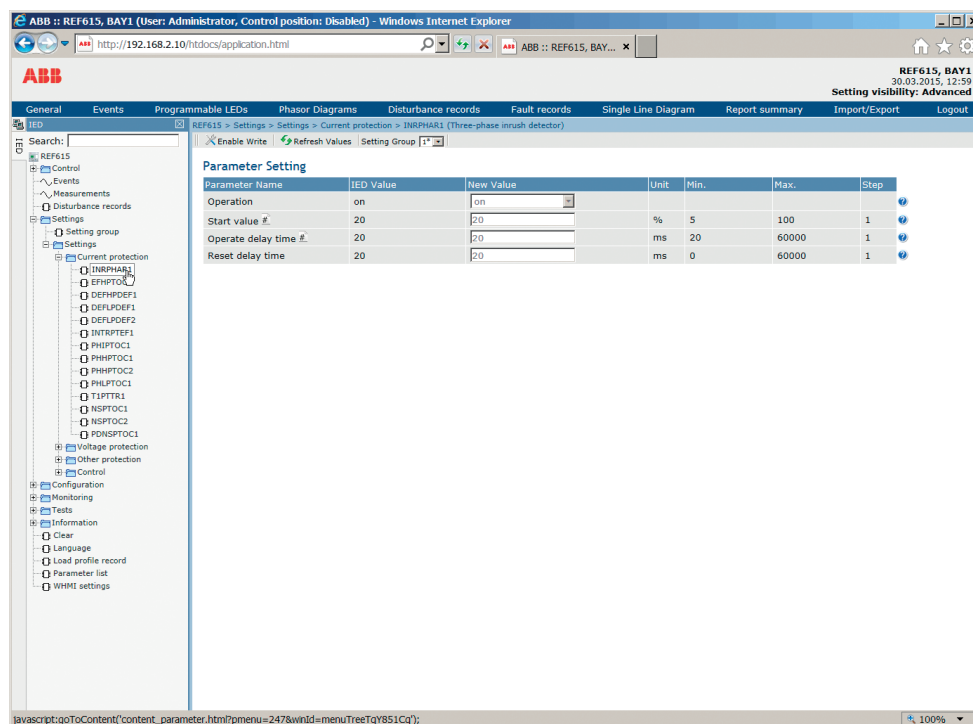 ABB :: REF615, BAY1 (User: Administrator, Control position: Disabled) - Windows Internet Explorer
http://192.168.2.10/htdocs/application.html
ABB :: REF615, BAY...
ABB
REF615, BAY1
30.03.2015, 12:59
Setting visibility: Advanced
General Events Programmable LEDs Phasor Diagrams Disturbance records Fault records Single Line Diagram Report summary Import/Export Logout
IED
REF615 > Settings > Settings > Current protection > INRPHAR1 (Three-phase inrush detector)
IED
Search:
Enable Write Refresh Values Setting Group 1*
REF615
Control
Events
Measurements
Disturbance records
Settings
Setting group
Settings
Current protection
INRPHAR1
DEFHPDEF1
DEFLPDEF1
DEFLPDEF2
INTRPTEF1
PHIPTOC1
PHHPTOC1
PHHPTOC2
PHLPTOC1
T1PTTR1
NSPTOC1
NSPTOC2
PDNSPTOC1
Voltage protection
Other protection
Control
Configuration
Monitoring
Tests
Information
Clear
Language
Load profile record
Parameter list
WHMI settings
Parameter Setting
Parameter Name IED Value New Value Unit Min. Max. Step
Operation on on
Start value # 20 20 % 5 100 1
Operate delay time # 20 20 ms 20 60000 1
Reset delay time 20 20 ms 0 60000 1
javascript:goToContent('content_parameter.html?pmenu=247&winId=menuTreeTqY851Cq');
100%